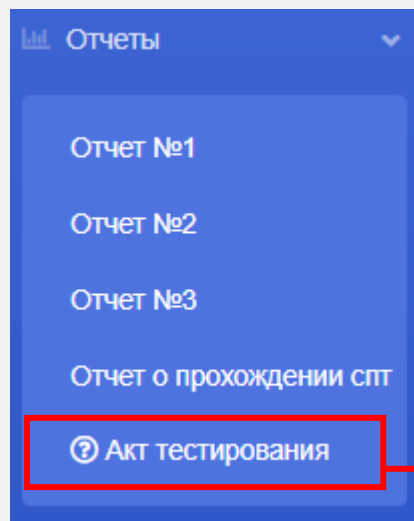 Отчеты
Отчет №1
Отчет №2
Отчет №3
Отчет о прохождении спт
Акт тестирования